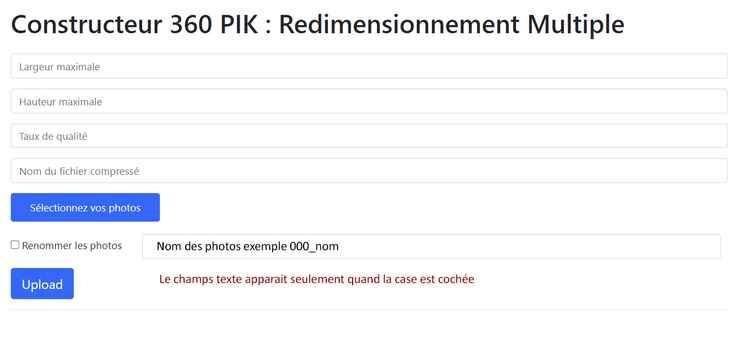 Constructeur 360 PIK : Redimensionnement Multiple
Largeur maximale
Hauteur maximale
Taux de qualité
Nom du fichier compressé
Sélectionnez vos photos
Renommer les photos
Nom des photos exemple 000_nom
Upload
Le champs texte apparait seulement quand la case est cochée